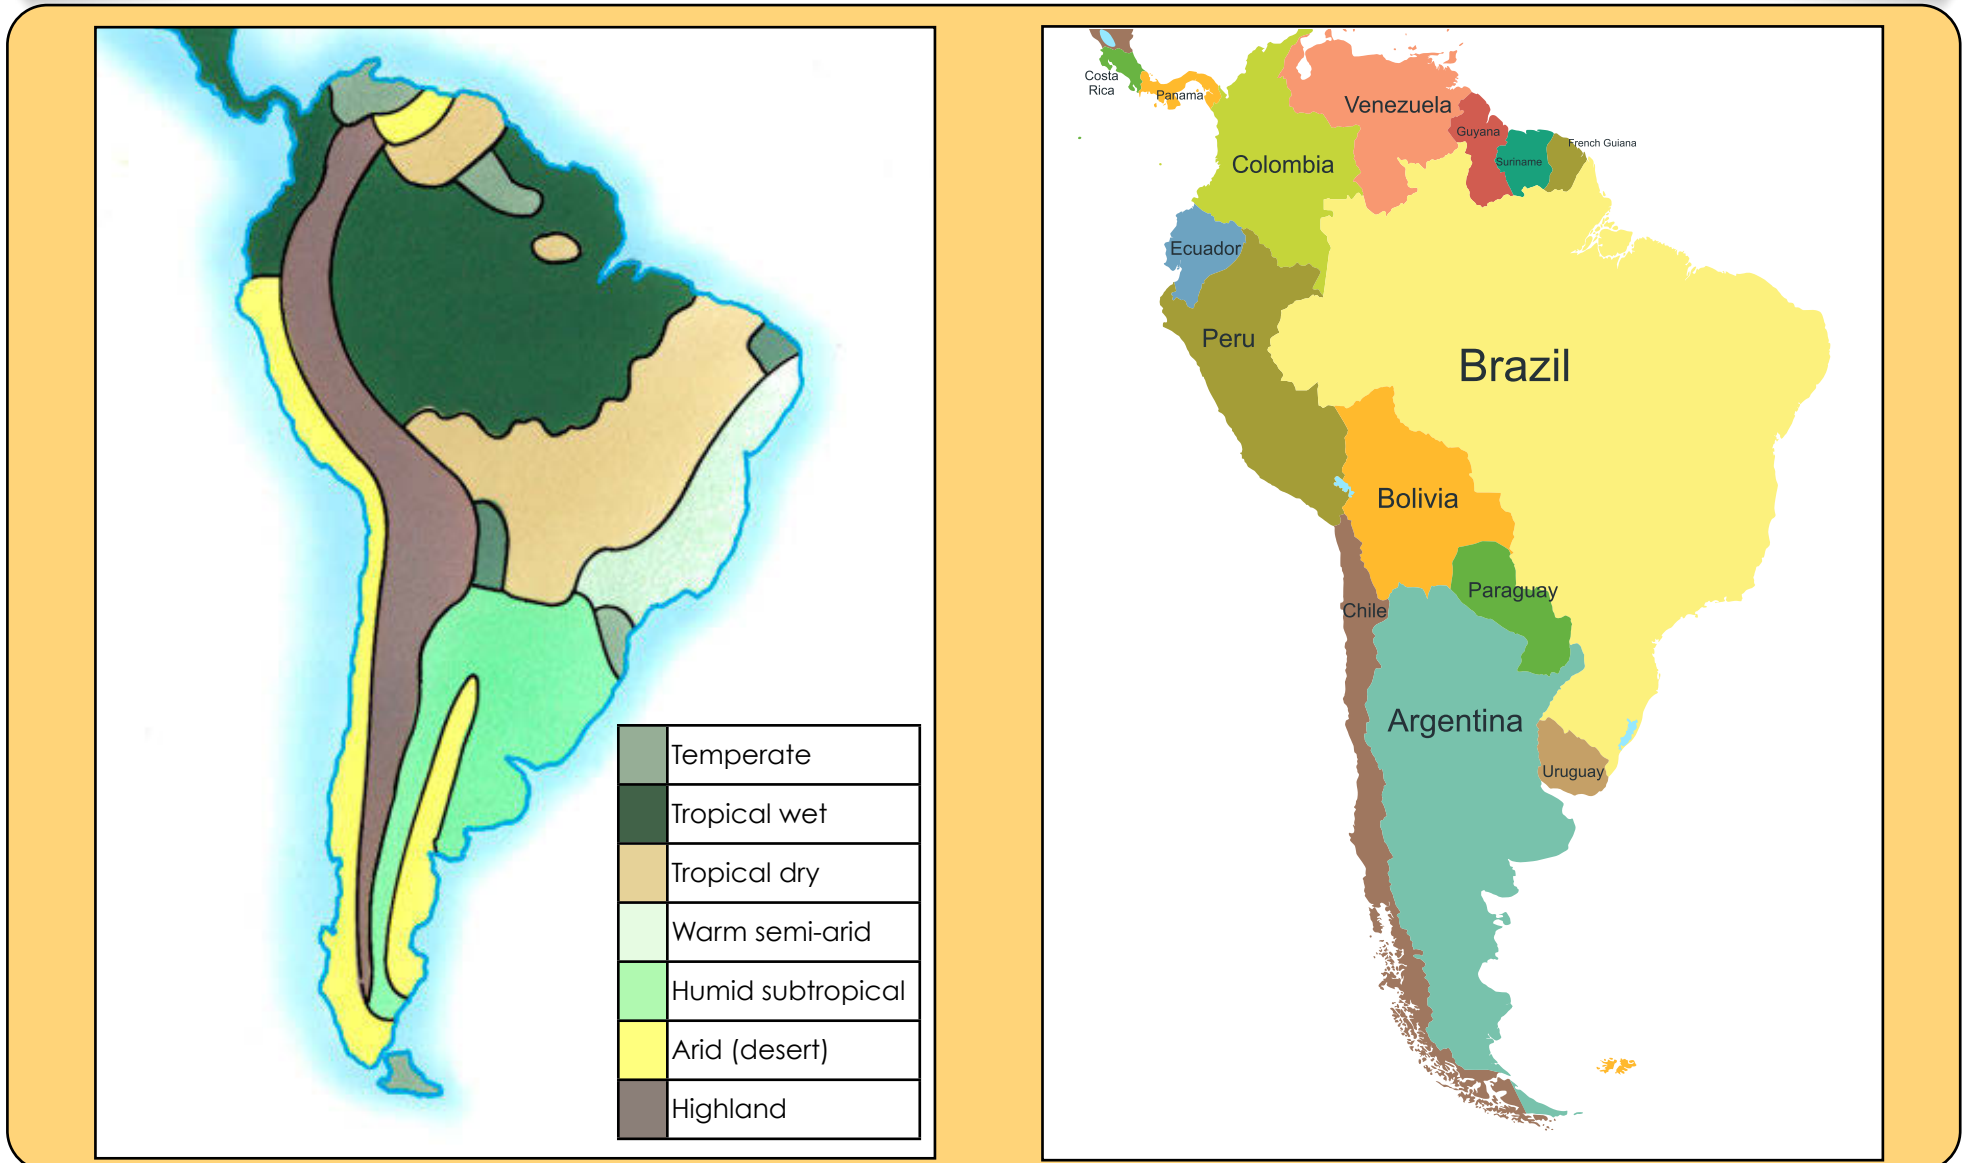 Temperate
Tropical wet
Tropical dry
Warm semi-arid
Humid subtropical
Arid (desert)
Highland
Costa
Rica
Panama
Venezuela
Guyana
Suriname
French Guiana
Colombia
Ecuador
Peru
Brazil
Bolivia
Paraguay
Chile
Argentina
Uruguay